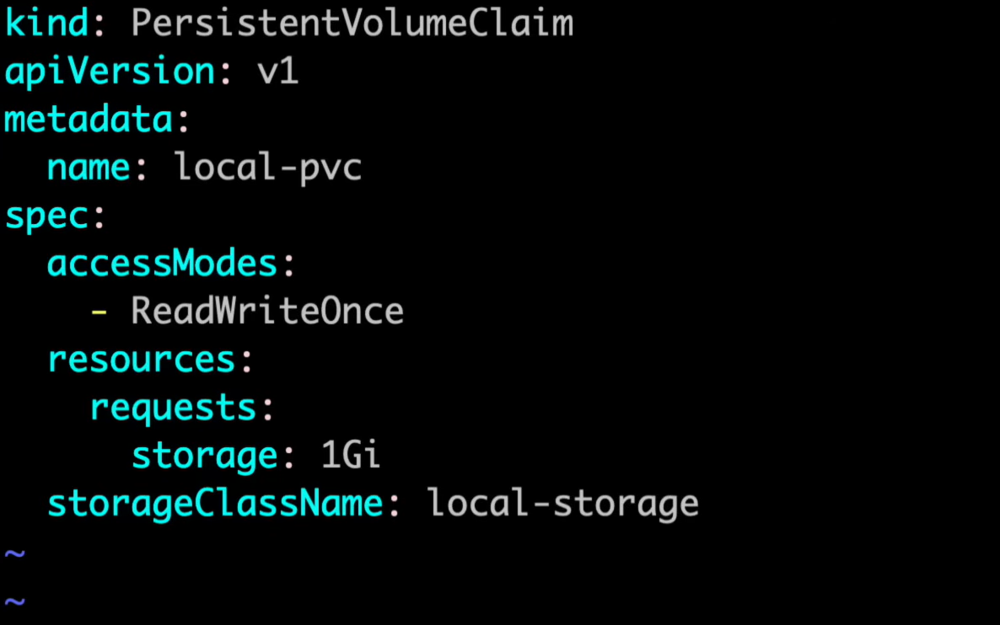 kind: PersistentVolumeClaim
apiVersion: v1
metadata:
  name: local-pvc
spec:
  accessModes:
    - ReadWriteOnce
  resources:
    requests:
      storage: 1Gi
  storageClassName: local-storage
~
~